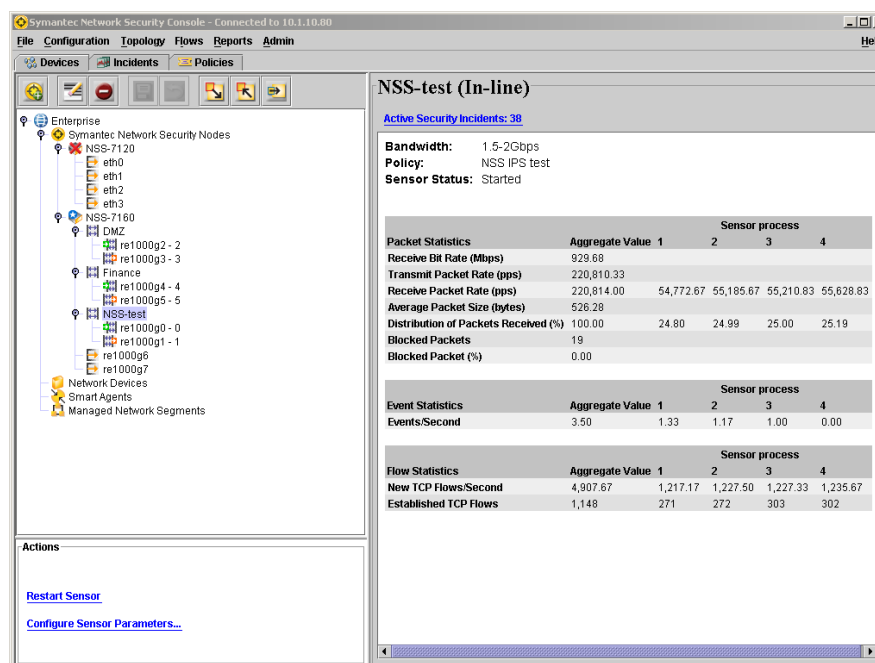 Symantec Network Security Console - Connected to 10.1.10.80
File Configuration Topology Flows Reports Admin
Devices Incidents Policies
Enterprise
Symantec Network Security Nodes
NSS-7120
eth0
eth1
eth2
eth3
NSS-7160
DMZ
re1000g2 - 2
re1000g3 - 3
Finance
re1000g4 - 4
re1000g5 - 5
NSS-test
re1000g0 - 0
re1000g1 - 1
re1000g6
re1000g7
Network Devices
Smart Agents
Managed Network Segments
Actions
Restart Sensor
Configure Sensor Parameters...
NSS-test (In-line)
Active Security Incidents: 38
Bandwidth: 1.5-2Gbps
Policy: NSS IPS test
Sensor Status: Started
Sensor process
Packet Statistics Aggregate Value 1 2 3 4
Receive Bit Rate (Mbps) 929.68
Transmit Packet Rate (pps) 220,810.33
Receive Packet Rate (pps) 220,814.00 54,772.67 55,185.67 55,210.83 55,628.83
Average Packet Size (bytes) 526.28
Distribution of Packets Received (%) 100.00 24.80 24.99 25.00 25.19
Blocked Packets 19
Blocked Packet (%) 0.00
Sensor process
Event Statistics Aggregate Value 1 2 3 4
Events/Second 3.50 1.33 1.17 1.00 0.00
Sensor process
Flow Statistics Aggregate Value 1 2 3 4
New TCP Flows/Second 4,907.67 1,217.17 1,227.50 1,227.33 1,235.67
Established TCP Flows 1,148 271 272 303 302